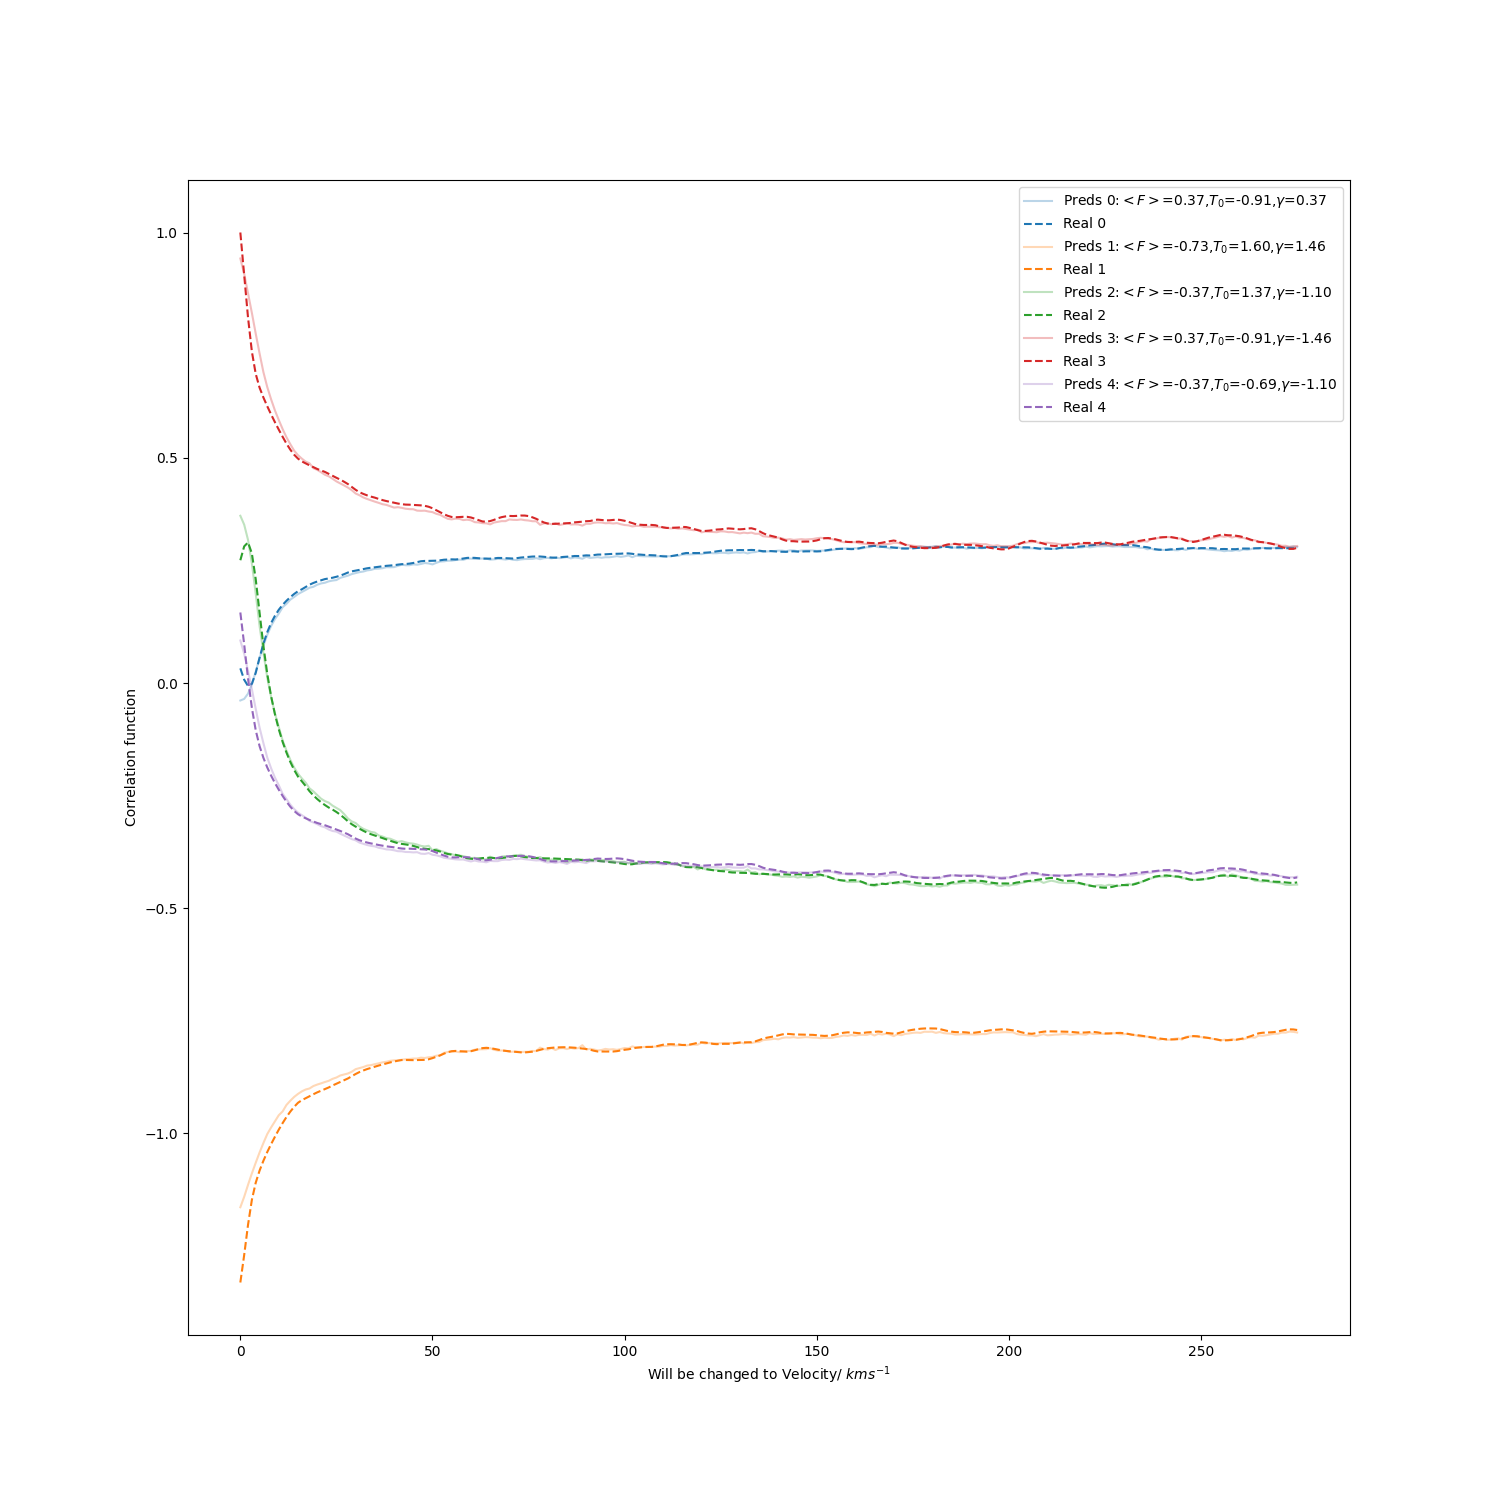 Preds 0:<F>=0.37,T₀=-0.91,γ=0.37
Real 0
Preds 1:<F>=-0.73,T₀=1.60,γ=1.46
Real 1
Preds 2:<F>=-0.37,T₀=1.37,γ=-1.10
Real 2
Preds 3:<F>=0.37,T₀=-0.91,γ=-1.46
Real 3
Preds 4:<F>=-0.37,T₀=-0.69,γ=-1.10
Real 4
1.0
0.5
0.0
−0.5
−1.0
Correlation function
0 50 100 150 200 250
Will be changed to Velocity/ kms⁻¹